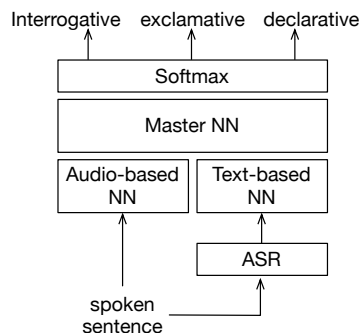 Interrogative exclamative declarative
Softmax
Master NN
Audio-based Text-based
NN NN
ASR
spoken
sentence